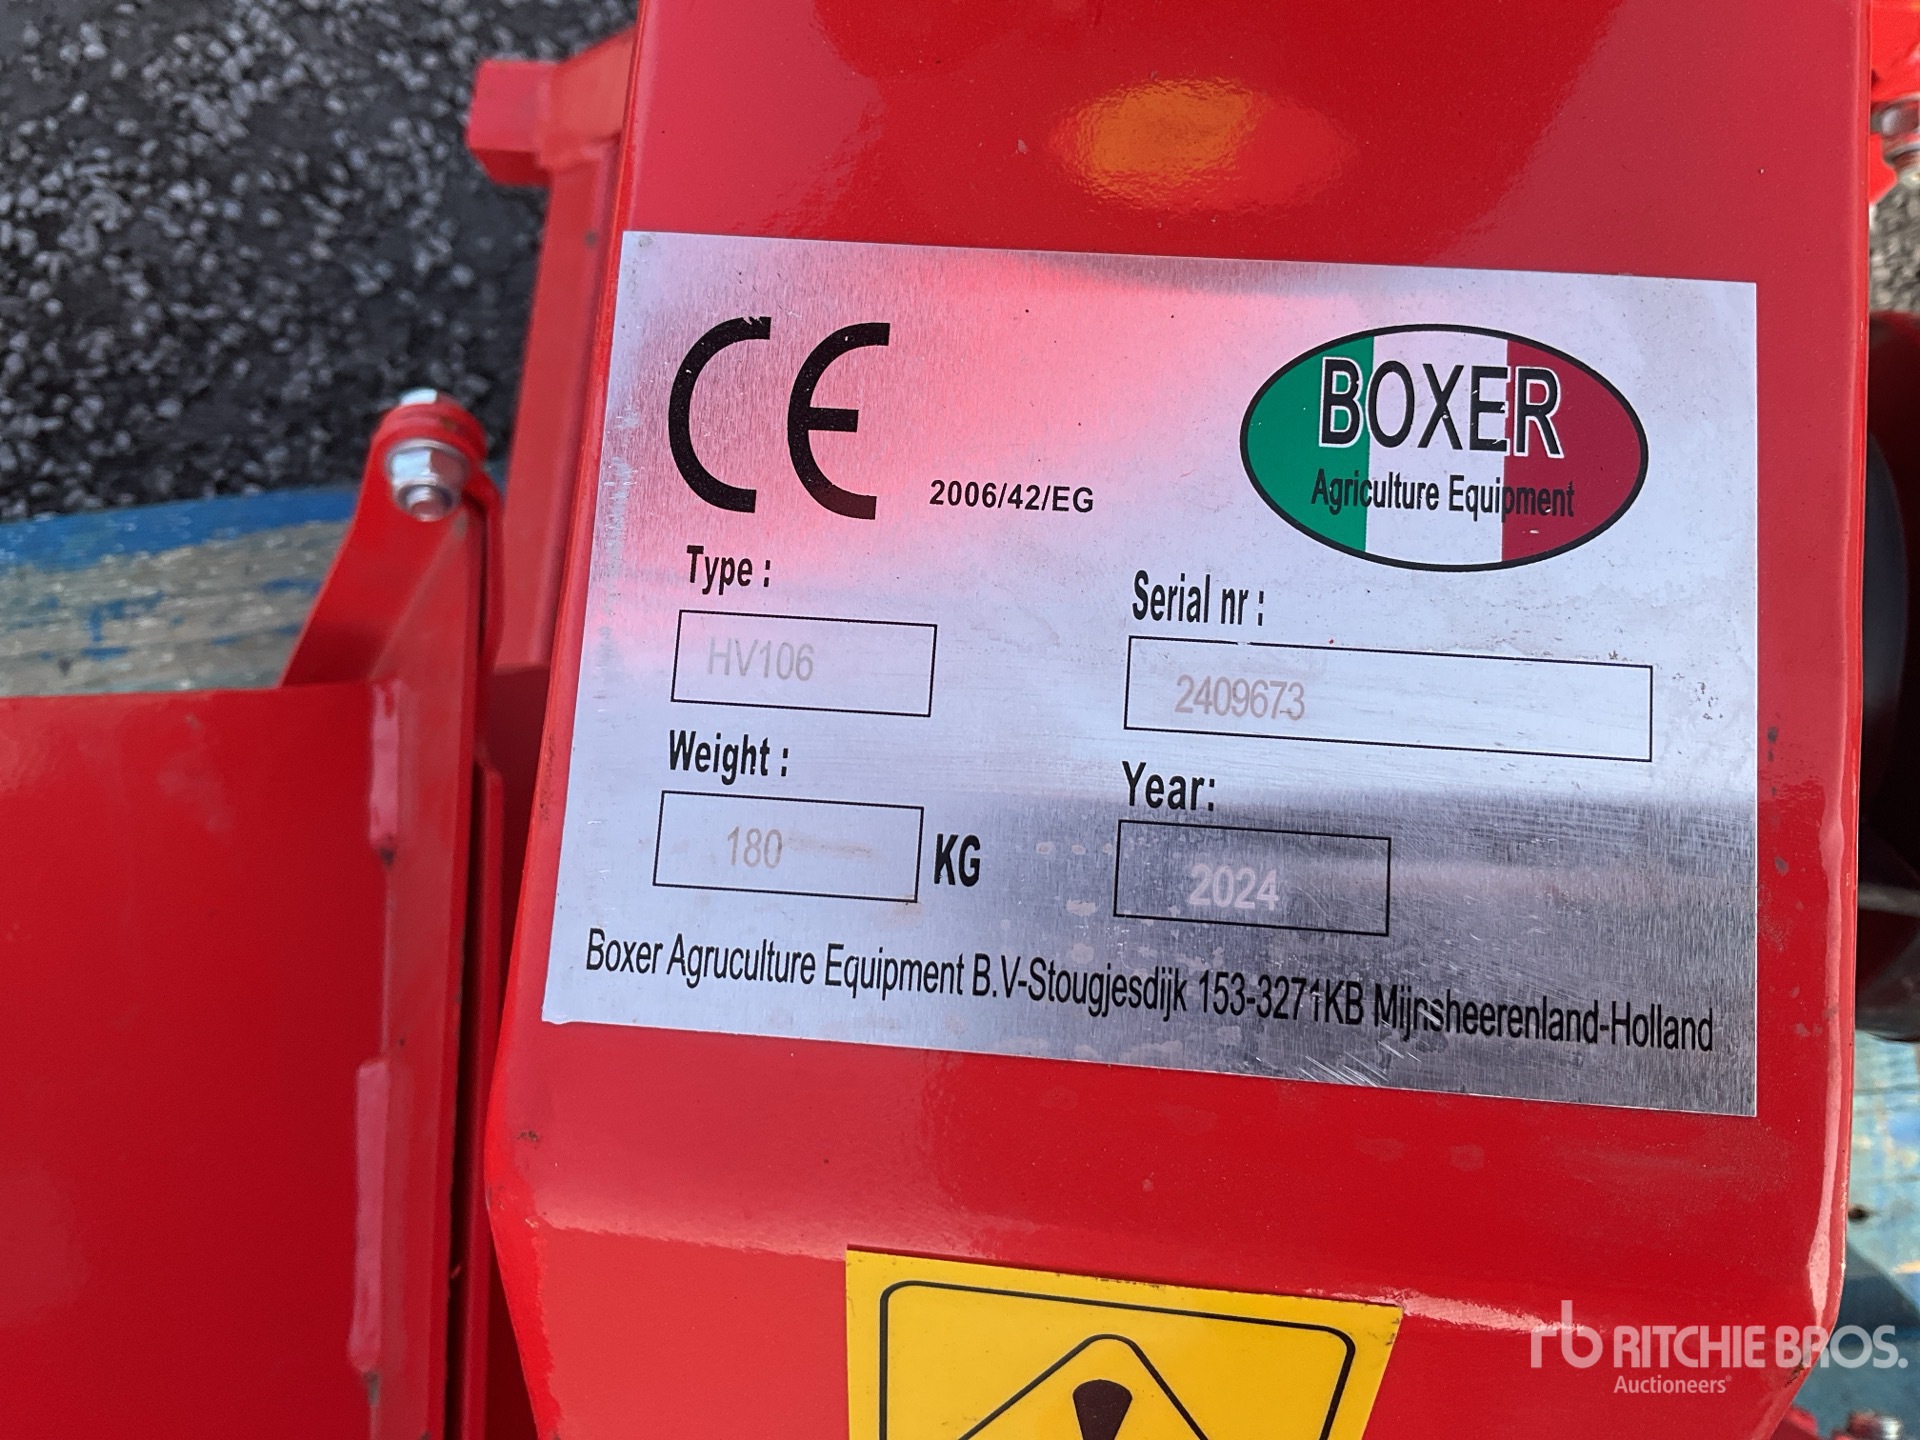 CE 2006/42/EG
BOXER
Agriculture Equipment
Type :
HV106
Serial nr :
2409673
Weight :
180 KG
Year:
2024
Boxer Agruculture Equipment B.V-Stougjesdijk 153-3271KB Mijnsheerenland-Holland
rb RITCHIE BROS.
Auctioneers